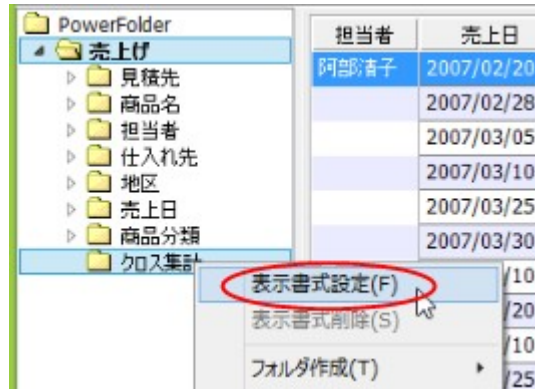 PowerFolder
売上げ
見積先
商品名
担当者
仕入れ先
地区
売上日
商品分類
クロス集計
担当者 売上日
阿部清子 2007/02/20
2007/02/28
2007/03/05
2007/03/10
2007/03/25
2007/03/30
/10
/20
/10
/25
表示書式設定(F)
表示書式削除(S)
フォルダ作成(T)